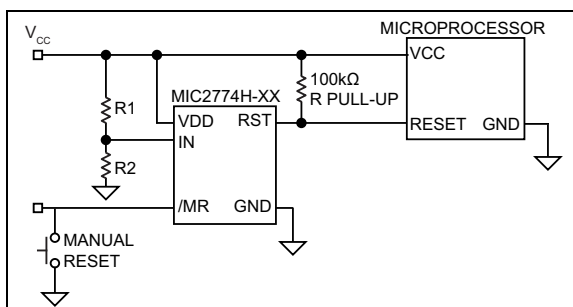 VCC
MICROPROCESSOR
VCC
100kΩ
R PULL-UP
MIC2774H-XX
R1
VDD
RST
IN
RESET
GND
R2
/MR
GND
MANUAL
RESET